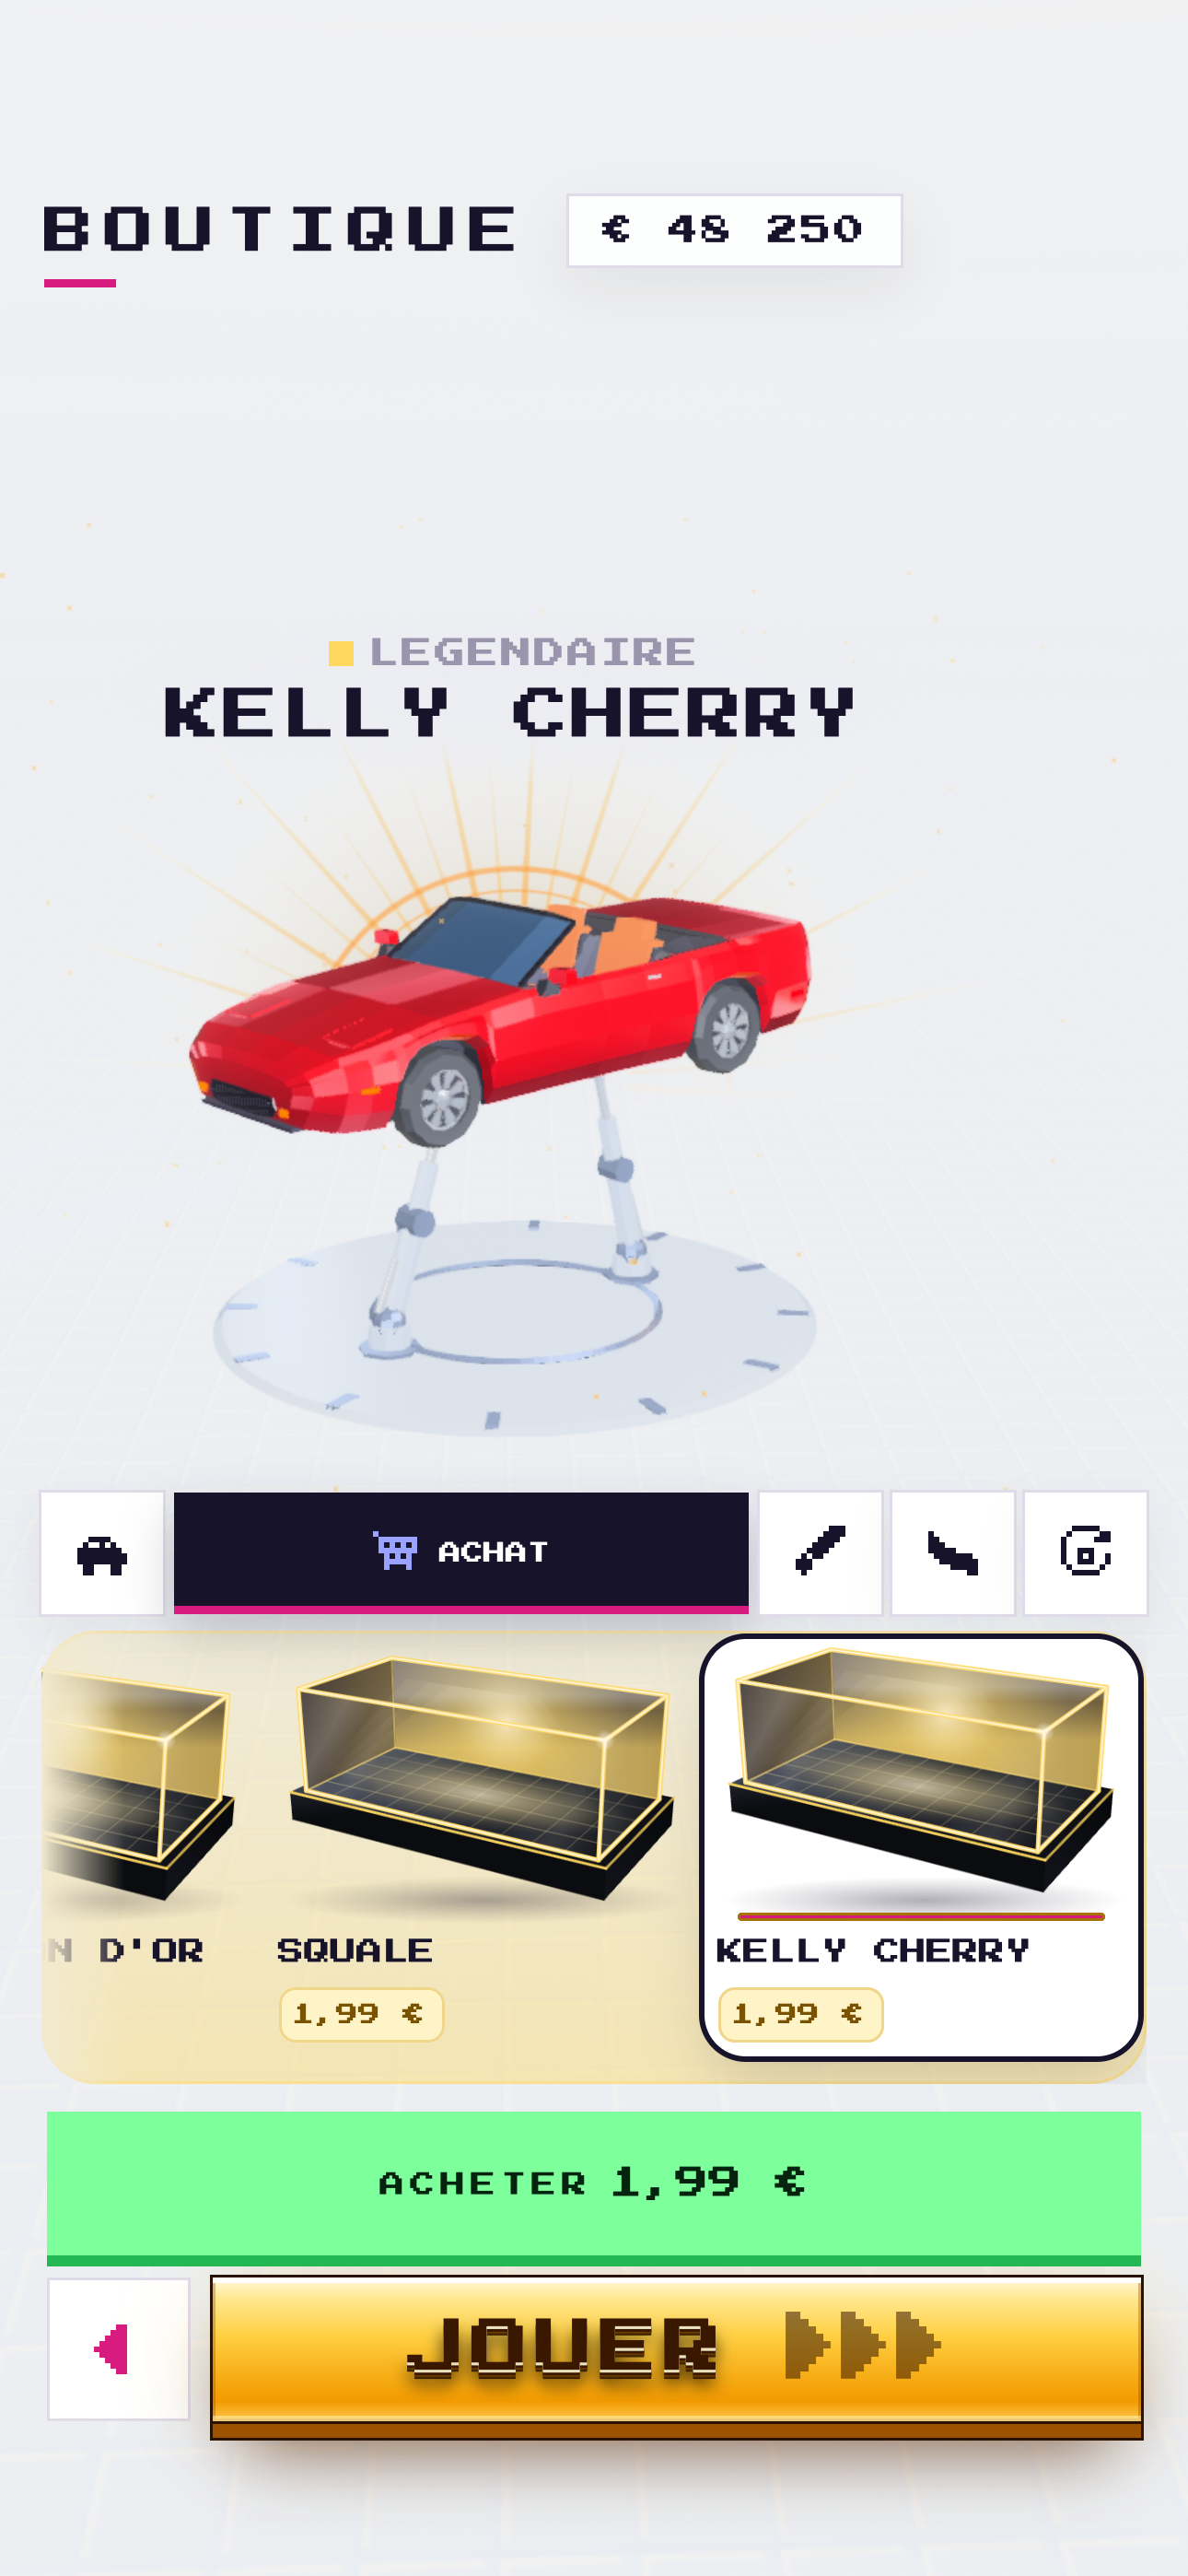 BOUTIQUE
€ 48 250
LEGENDAIRE
KELLY CHERRY
ACHAT
N D'OR
SQUALE
KELLY CHERRY
1,99 €
1,99 €
ACHETER 1,99 €
JOUER